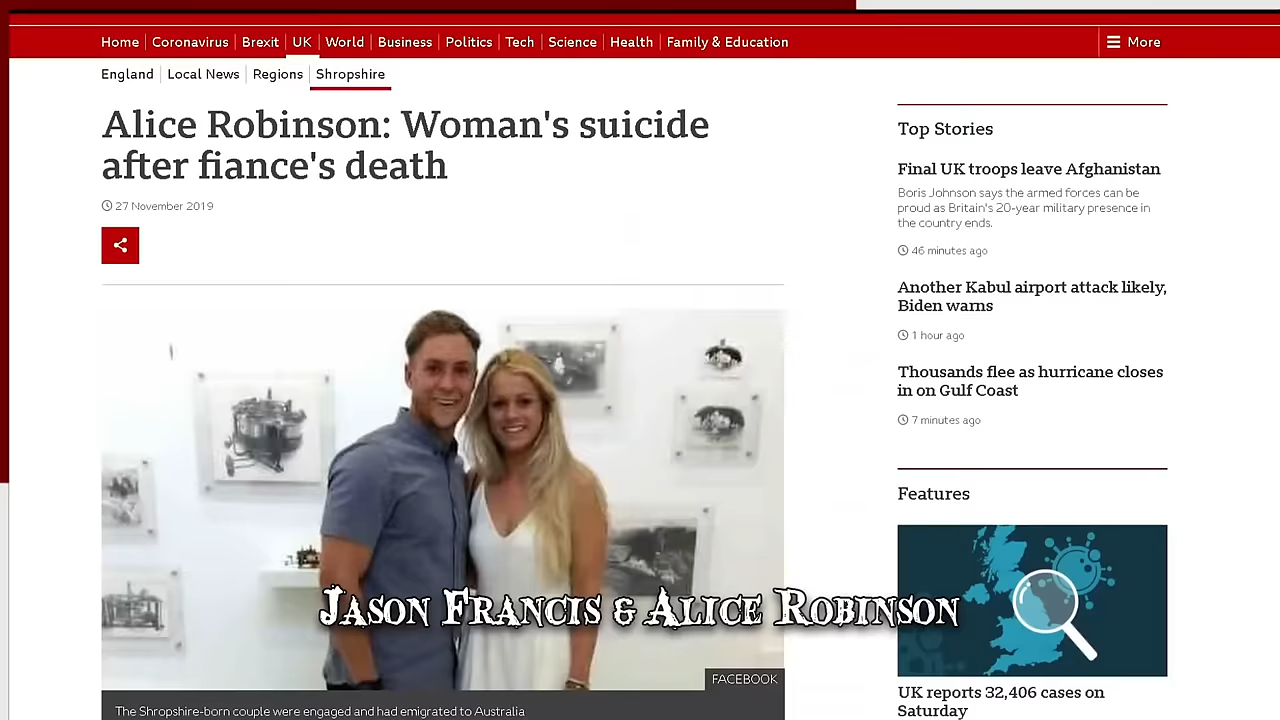 Home Coronavirus Brexit UK World Business Politics Tech Science Health Family & Education More
England Local News Regions Shropshire
Alice Robinson: Woman's suicide
after fiance's death
27 November 2019
FACEBOOK
The Shropshire-born couple were engaged and had emigrated to Australia
Jason Francis & Alice Robinson
Top Stories
Final UK troops leave Afghanistan
Boris Johnson says the armed forces can be
proud as Britain's 20-year military presence in
the country ends.
46 minutes ago
Another Kabul airport attack likely,
Biden warns
1 hour ago
Thousands flee as hurricane closes
in on Gulf Coast
7 minutes ago
Features
UK reports 32,406 cases on
Saturday